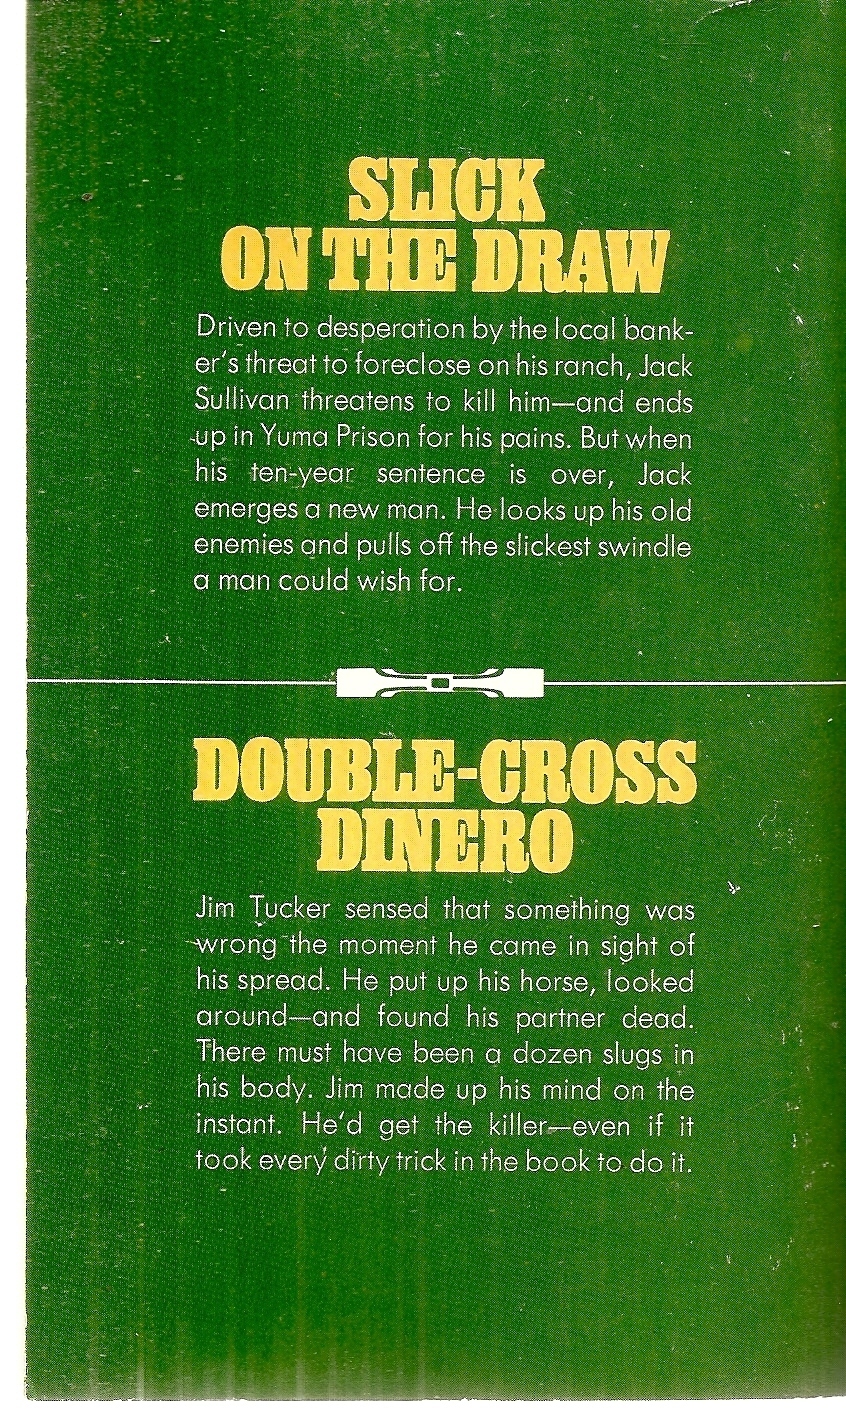 SLICK
ON THE DRAW
Driven to desperation by the local bank-
er's threat to foreclose on his ranch, Jack
Sullivan threatens to kill him—and ends
up in Yuma Prison for his pains. But when
his ten-year sentence is over, Jack
emerges a new man. He looks up his old
enemies and pulls off the slickest swindle
a man could wish for.
DOUBLE-CROSS
DINERO
Jim Tucker sensed that something was
wrong the moment he came in sight of
his spread. He put up his horse, looked
around—and found his partner dead.
There must have been a dozen slugs in
his body. Jim made up his mind on the
instant. He'd get the killer—even if it
took every dirty trick in the book to do it.